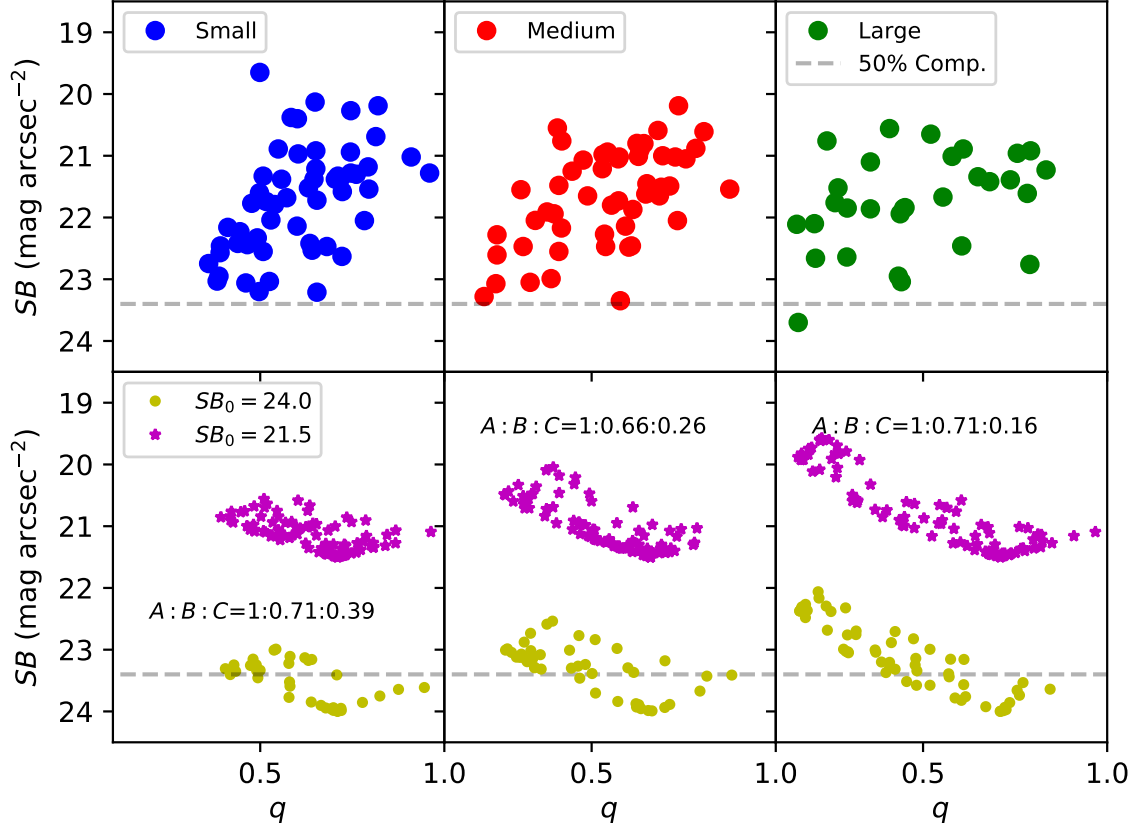 Small
Medium
Large
50% Comp.
19
20
21
22
23
24
SB (mag arcsec⁻²)
SB₀ = 24.0
SB₀ = 21.5
A : B : C=1:0.71:0.39
A : B : C=1:0.66:0.26
A : B : C=1:0.71:0.16
19
20
21
22
23
24
SB (mag arcsec⁻²)
0.5 1.0 0.5 1.0 0.5 1.0
q q q